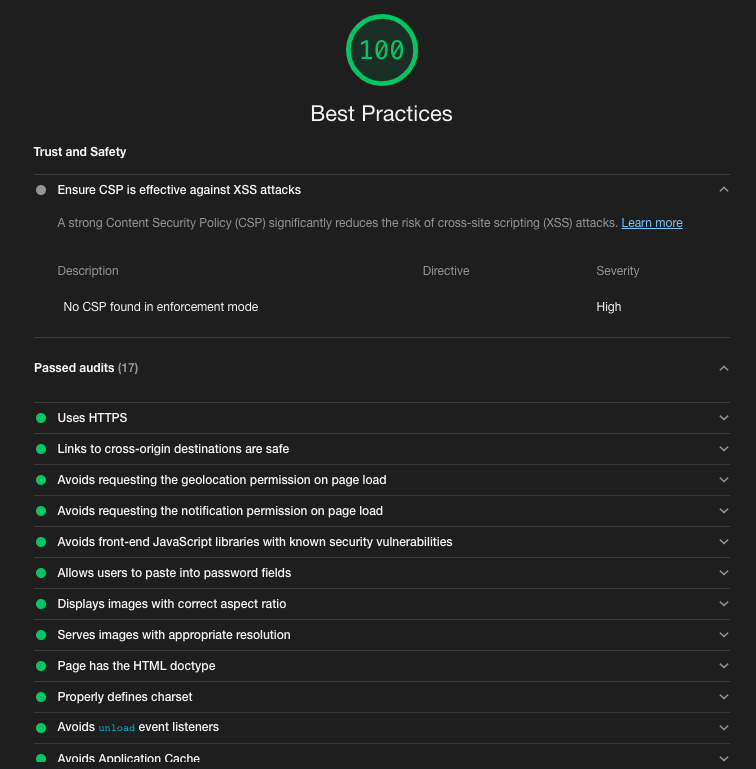 100
Best Practices
Trust and Safety
Ensure CSP is effective against XSS attacks
A strong Content Security Policy (CSP) significantly reduces the risk of cross-site scripting (XSS) attacks. Learn more
Description Directive Severity
No CSP found in enforcement mode High
Passed audits (17)
Uses HTTPS
Links to cross-origin destinations are safe
Avoids requesting the geolocation permission on page load
Avoids requesting the notification permission on page load
Avoids front-end JavaScript libraries with known security vulnerabilities
Allows users to paste into password fields
Displays images with correct aspect ratio
Serves images with appropriate resolution
Page has the HTML doctype
Properly defines charset
Avoids unload event listeners
Avoids Application Cache